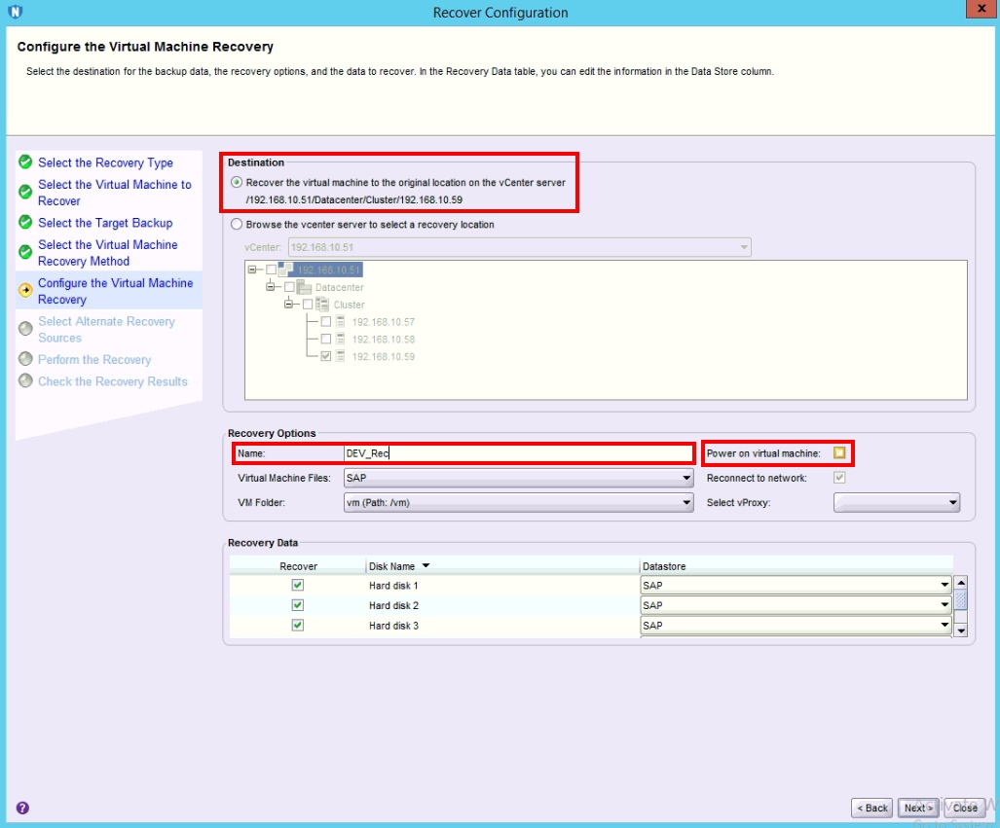 N
Recover Configuration
x
Configure the Virtual Machine Recovery
Select the destination for the backup data, the recovery options, and the data to recover. In the Recovery Data table, you can edit the information in the Data Store column.
Select the Recovery Type
Select the Virtual Machine to
Recover
Select the Target Backup
Select the Virtual Machine
Recovery Method
Configure the Virtual Machine
Recovery
Select Alternate Recovery
Sources
Perform the Recovery
Check the Recovery Results
Destination
Recover the virtual machine to the original location on the vCenter server
/192.168.10.51/Datacenter/Cluster/192.168.10.59
Browse the vcenter server to select a recovery location
vCenter: 192.168.10.51
192.168.10.51
Datacenter
Cluster
192.168.10.57
192.168.10.58
192.168.10.59
Recovery Options
Name: DEV_Rec Power on virtual machine:
Virtual Machine Files: SAP Reconnect to network:
VM Folder: vm (Path: /vm) Select vProxy:
Recovery Data
Recover Disk Name Datastore
Hard disk 1 SAP
Hard disk 2 SAP
Hard disk 3 SAP
?
< Back Next > Close